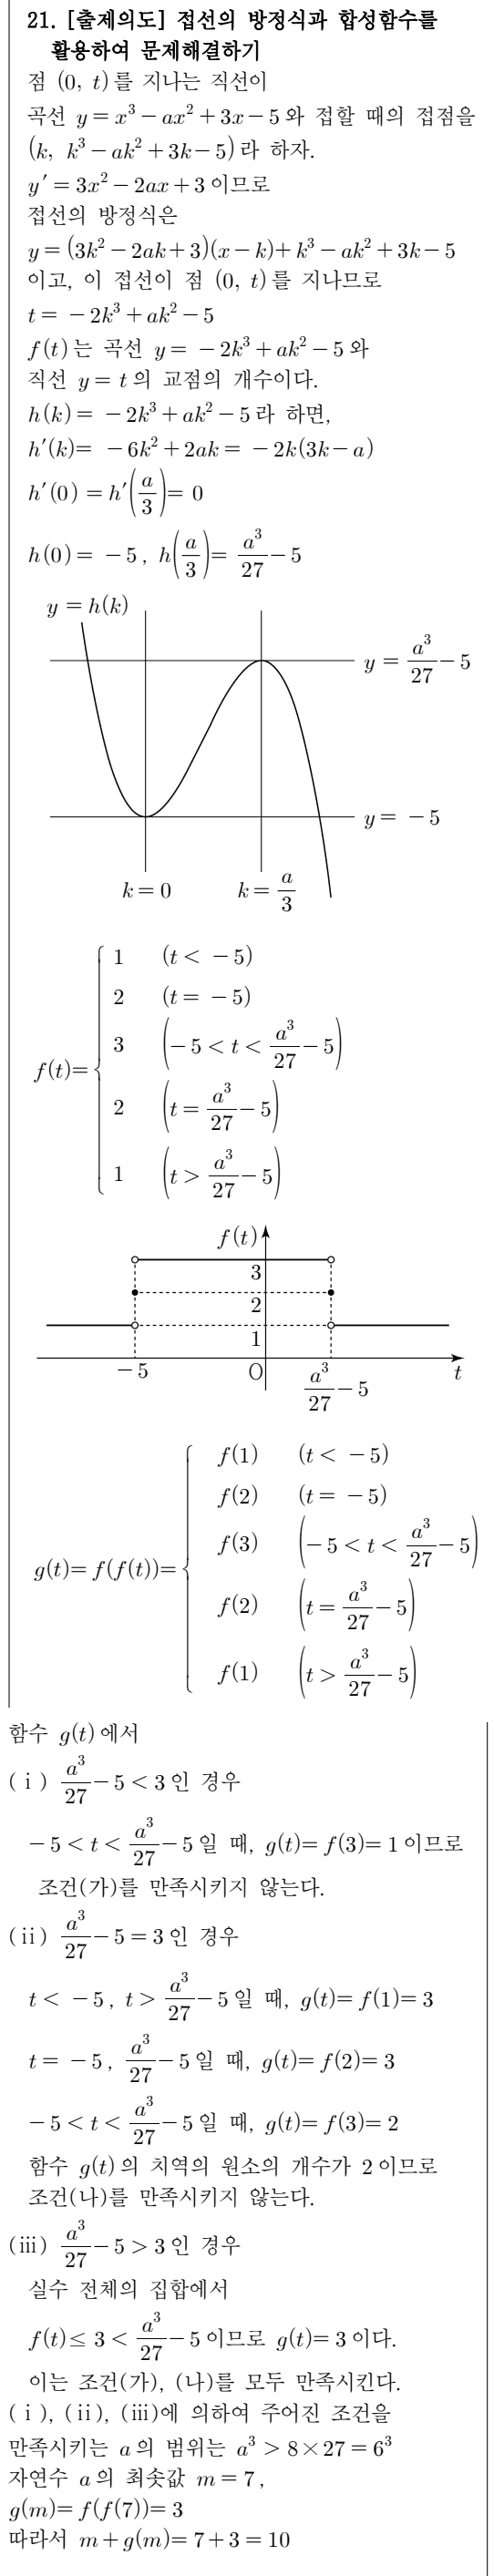 21. [출제의도] 접선의 방정식과 합성함수를
활용하여 문제해결하기
점 (0, t)를 지나는 직선이
곡선 y = x³ − ax² + 3x − 5와 접할 때의 접점을
(k, k³ − ak² + 3k − 5)라 하자.
y′ = 3x² − 2ax + 3이므로
접선의 방정식은
y = (3k² − 2ak + 3)(x − k) + k³ − ak² + 3k − 5
이고, 이 접선이 점 (0, t)를 지나므로
t = − 2k³ + ak² − 5
f(t)는 곡선 y = − 2k³ + ak² − 5와
직선 y = t의 교점의 개수이다.
h(k) = − 2k³ + ak² − 5라 하면,
h′(k) = − 6k² + 2ak = − 2k(3k − a)
h′(0) = h′(a/3) = 0
h(0) = − 5, h(a/3) = a³/27 − 5
y = h(k)
y = a³/27 − 5
y = − 5
k = 0 k = a/3
f(t) = {
1 (t < − 5)
2 (t = − 5)
3 (− 5 < t < a³/27 − 5)
2 (t = a³/27 − 5)
1 (t > a³/27 − 5)
f(t)
3
2
1
− 5 O a³/27 − 5 t
g(t) = f(f(t)) = {
f(1) (t < − 5)
f(2) (t = − 5)
f(3) (− 5 < t < a³/27 − 5)
f(2) (t = a³/27 − 5)
f(1) (t > a³/27 − 5)
함수 g(t)에서
(ⅰ) a³/27 − 5 < 3인 경우
− 5 < t < a³/27 − 5일 때, g(t) = f(3) = 1이므로
조건(가)를 만족시키지 않는다.
(ⅱ) a³/27 − 5 = 3인 경우
t < − 5, t > a³/27 − 5일 때, g(t) = f(1) = 3
t = − 5, a³/27 − 5일 때, g(t) = f(2) = 3
− 5 < t < a³/27 − 5일 때, g(t) = f(3) = 2
함수 g(t)의 치역의 원소의 개수가 2이므로
조건(나)를 만족시키지 않는다.
(ⅲ) a³/27 − 5 > 3인 경우
실수 전체의 집합에서
f(t) ≤ 3 < a³/27 − 5이므로 g(t) = 3이다.
이는 조건(가), (나)를 모두 만족시킨다.
(ⅰ), (ⅱ), (ⅲ)에 의하여 주어진 조건을
만족시키는 a의 범위는 a³ > 8 × 27 = 6³
자연수 a의 최솟값 m = 7,
g(m) = f(f(7)) = 3
따라서 m + g(m) = 7 + 3 = 10